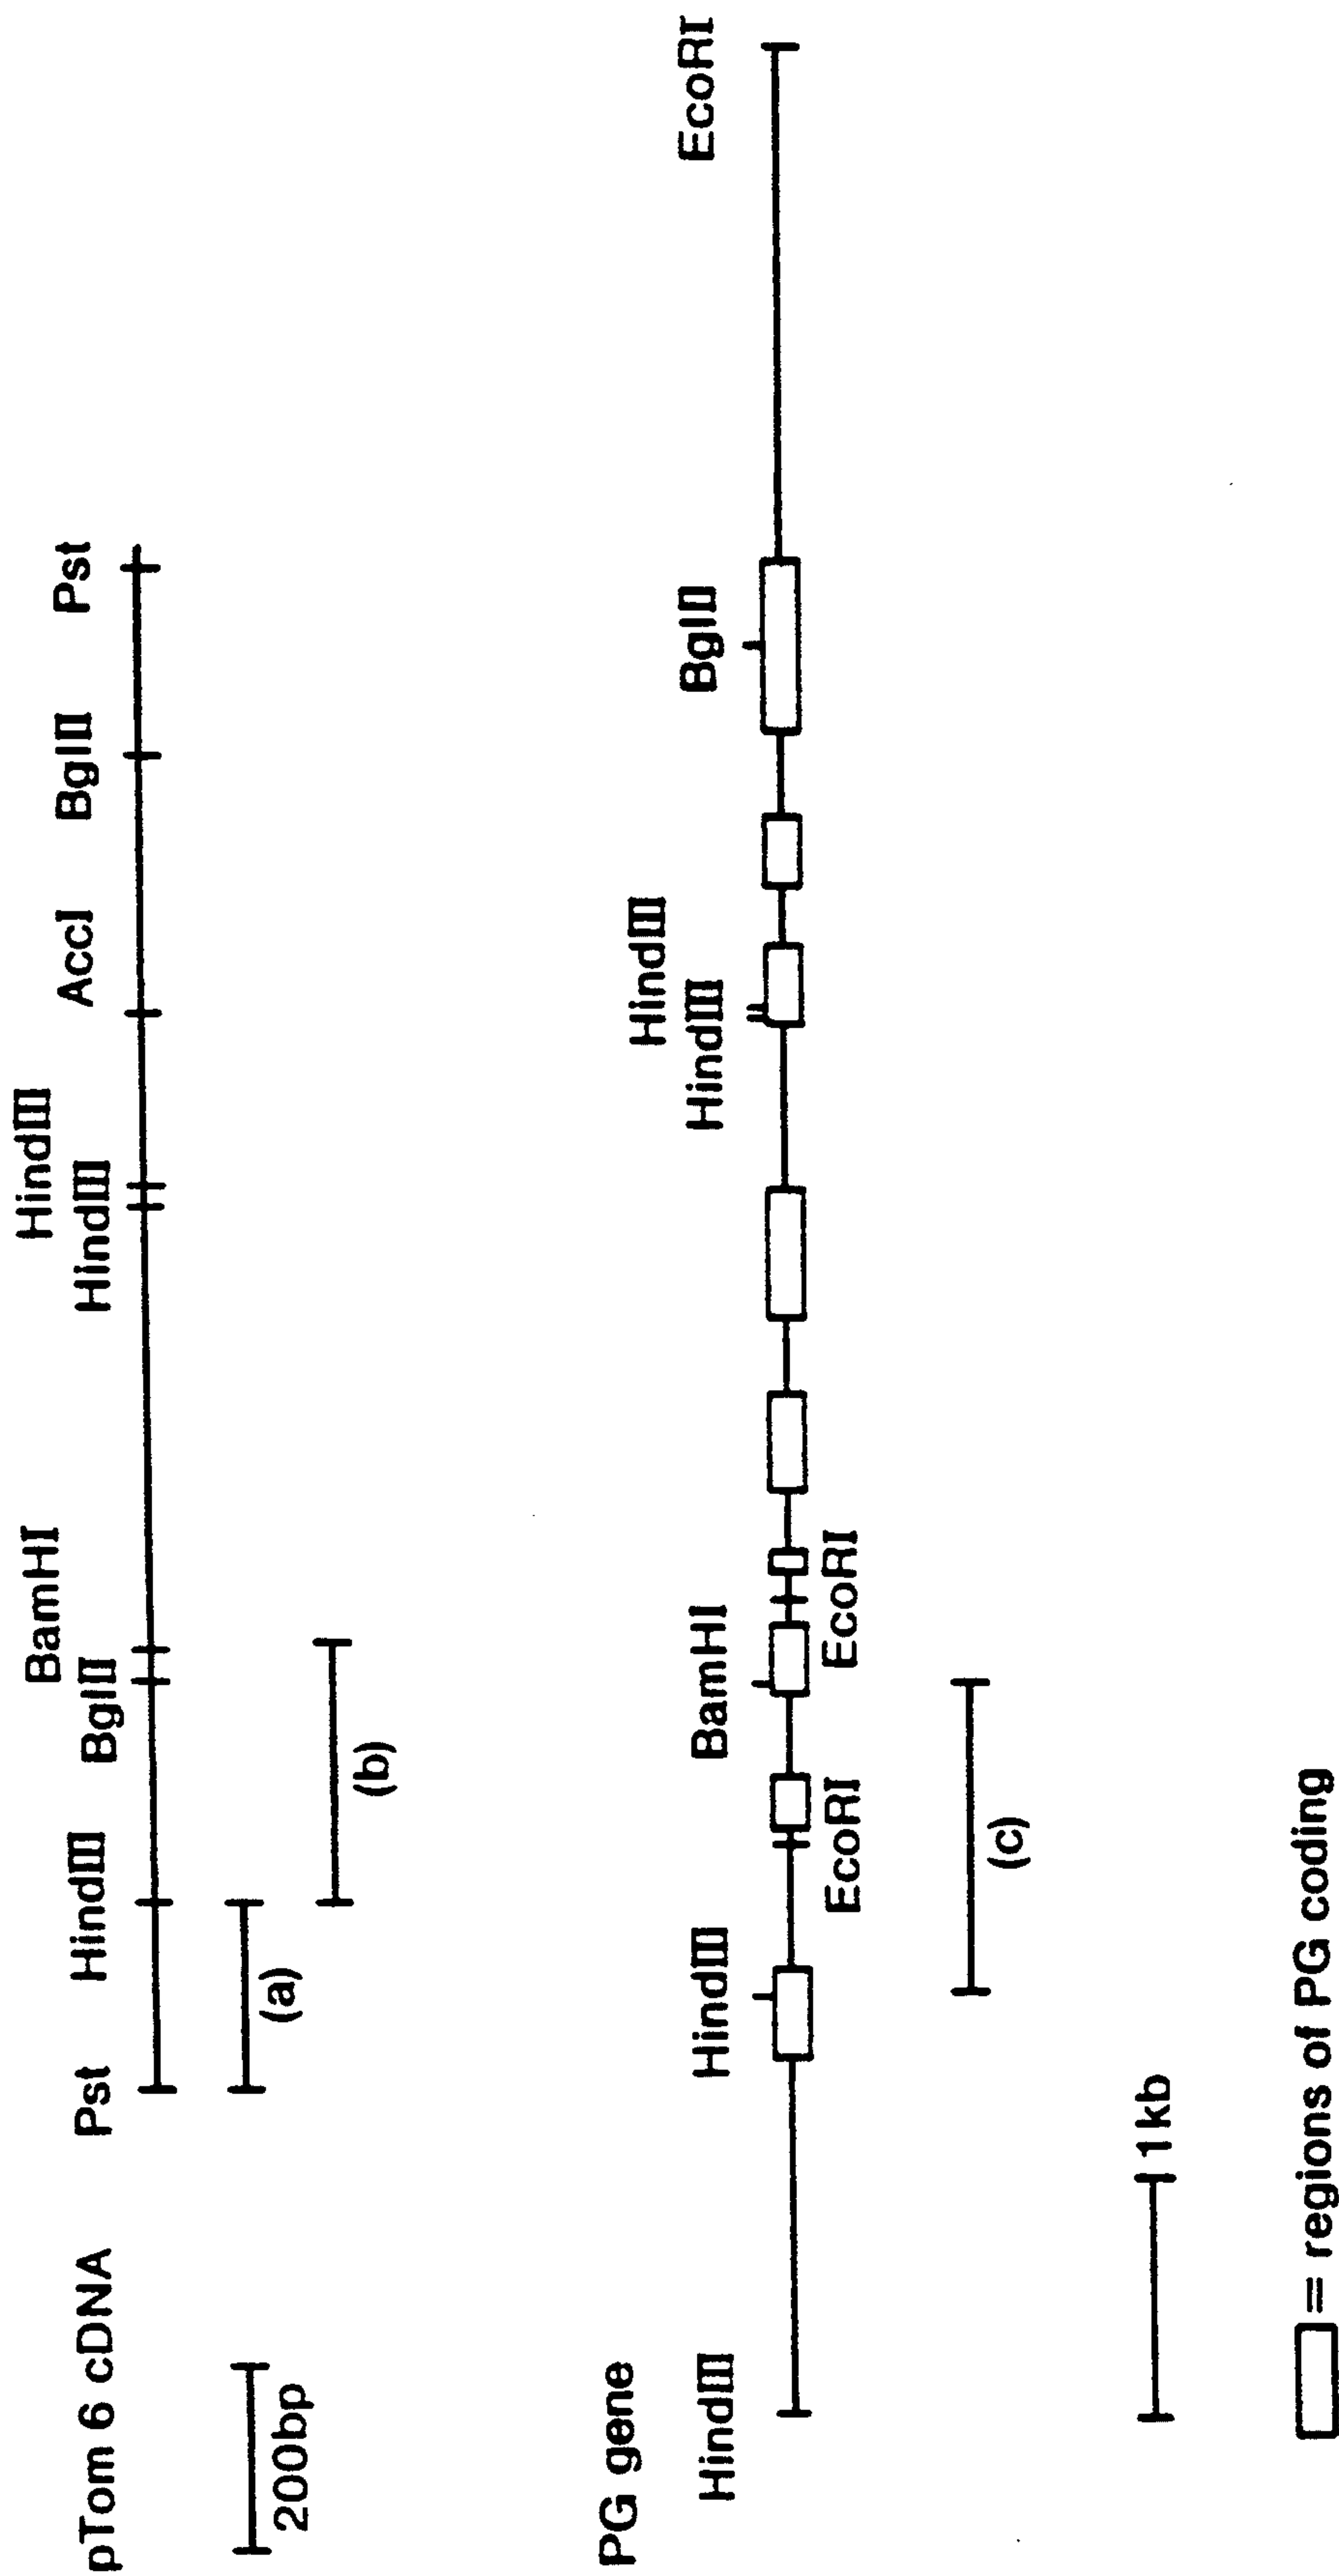 pTom 6 cDNA
Pst
HindIII
BglII
BamHI
HindIII
HindIII
AccI
BglII
Pst
200bp
(a)
(b)
PG gene
HindIII
HindIII
EcoRI
BamHI
EcoRI
HindIII
HindIII
BglII
EcoRI
(c)
1kb
= regions of PG coding